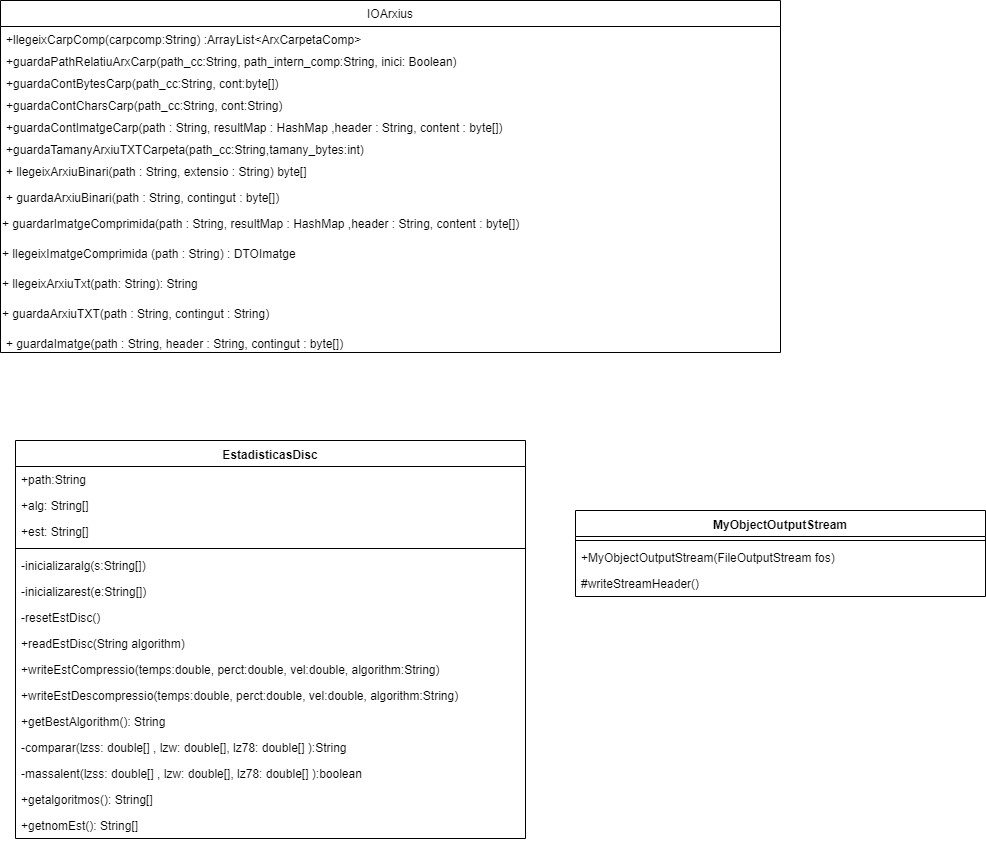 IOArxius
+llegeixCarpComp(carpcomp:String) :ArrayList<ArxCarpetaComp>
+guardaPathRelatiuArxCarp(path_cc:String, path_intern_comp:String, inici: Boolean)
+guardaContBytesCarp(path_cc:String, cont:byte[])
+guardaContCharsCarp(path_cc:String, cont:String)
+guardaContImatgeCarp(path : String, resultMap : HashMap ,header : String, content : byte[])
+guardaTamanyArxiuTXTCarpeta(path_cc:String,tamany_bytes:int)
+ llegeixArxiuBinari(path : String, extensio : String) byte[]
+ guardaArxiuBinari(path : String, contingut : byte[])
+ guardarImatgeComprimida(path : String, resultMap : HashMap ,header : String, content : byte[])
+ llegeixImatgeComprimida (path : String) : DTOImatge
+ llegeixArxiuTxt(path: String): String
+ guardaArxiuTXT(path : String, contingut : String)
+ guardaImatge(path : String, header : String, contingut : byte[])
EstadisticasDisc
+path:String
+alg: String[]
+est: String[]
-inicializaralg(s:String[])
-inicializarest(e:String[])
-resetEstDisc()
+readEstDisc(String algorithm)
+writeEstCompressio(temps:double, perct:double, vel:double, algorithm:String)
+writeEstDescompressio(temps:double, perct:double, vel:double, algorithm:String)
+getBestAlgorithm(): String
-comparar(lzss: double[] , lzw: double[], lz78: double[] ):String
-massalent(lzss: double[] , lzw: double[], lz78: double[] ):boolean
+getalgoritmos(): String[]
+getnomEst(): String[]
MyObjectOutputStream
+MyObjectOutputStream(FileOutputStream fos)
#writeStreamHeader()